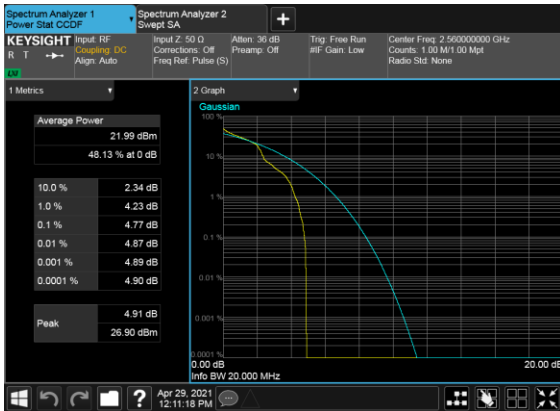 Spectrum Analyzer 1
Power Stat CCDF
Spectrum Analyzer 2
Swept SA
KEYSIGHT
R T
LXI
Input: RF
Coupling: DC
Align: Auto
Input Z: 50 Ω
Corrections: Off
Freq Ref: Pulse (S)
Atten: 36 dB
Preamp: Off
Trig: Free Run
#IF Gain: Low
Center Freq: 2.560000000 GHz
Counts: 1.00 M/1.00 Mpt
Radio Std: None
1 Metrics
Average Power
21.99 dBm
48.13 % at 0 dB
10.0 % 2.34 dB
1.0 % 4.23 dB
0.1 % 4.77 dB
0.01 % 4.87 dB
0.001 % 4.89 dB
0.0001 % 4.90 dB
Peak
4.91 dB
26.90 dBm
2 Graph
Gaussian
100 %
10 %
1 %
0.1 %
0.01 %
0.001 %
0.0001 %
0.00 dB
20.00 dB
Info BW 20.000 MHz
?
Apr 29, 2021
12:11:18 PM